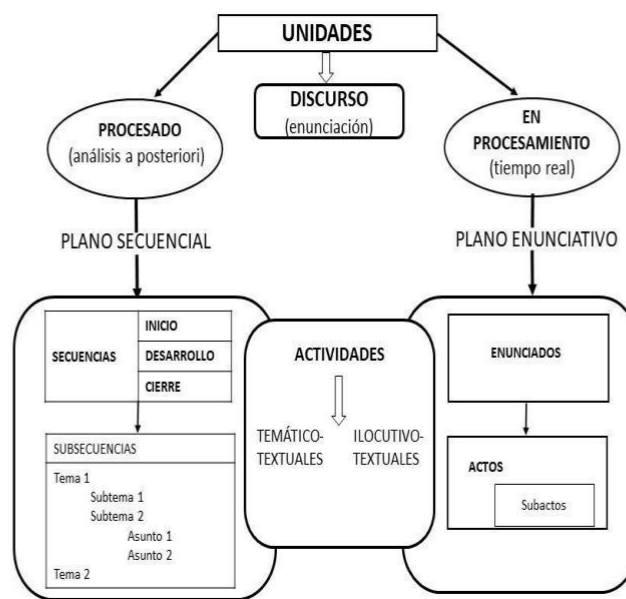 UNIDADES
DISCURSO
(enunciación)
PROCESADO
(análisis a posteriori)
EN
PROCESAMIENTO
(tiempo real)
PLANO SECUENCIAL
PLANO ENUNCIATIVO
SECUENCIAS
INICIO
DESARROLLO
CIERRE
SUBSECUENCIAS
Tema 1
Subtema 1
Subtema 2
Asunto 1
Asunto 2
Tema 2
ACTIVIDADES
TEMÁTICO-
TEXTUALES
ILOCUTIVO-
TEXTUALES
ENUNCIADOS
ACTOS
Subactos